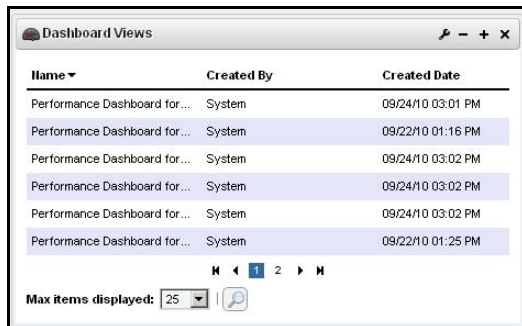 Dashboard Views
Name Created By Created Date
Performance Dashboard for... System 09/24/10 03:01 PM
Performance Dashboard for... System 09/22/10 01:16 PM
Performance Dashboard for... System 09/24/10 03:02 PM
Performance Dashboard for... System 09/24/10 03:02 PM
Performance Dashboard for... System 09/24/10 03:02 PM
Performance Dashboard for... System 09/22/10 01:25 PM
1 2
Max items displayed: 25